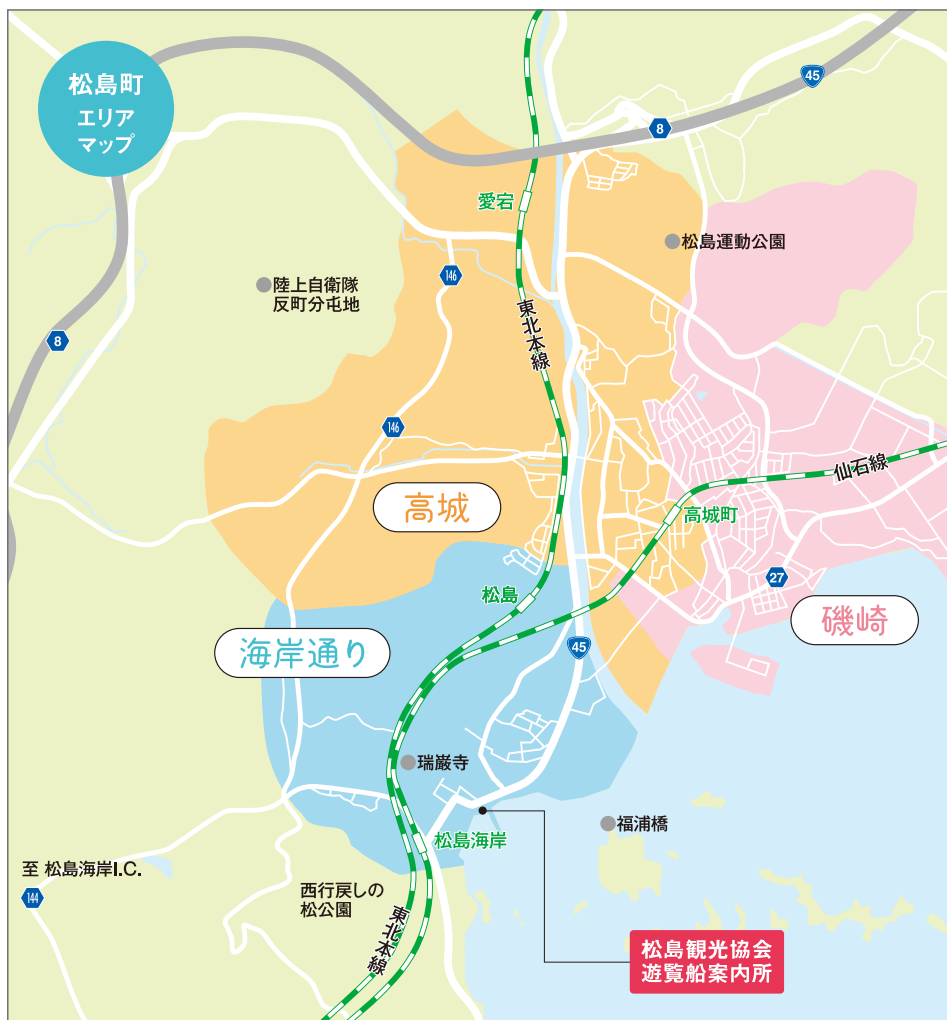 松島町
エリア
マップ
45
8
愛宕
松島運動公園
146
陸上自衛隊
反町分屯地
8
東北本線
146
高城
仙石線
高城町
松島
27
磯崎
海岸通り
45
瑞巌寺
松島海岸
福浦橋
至 松島海岸I.C.
144
西行戻しの
松公園
東北本線
松島観光協会
遊覧船案内所